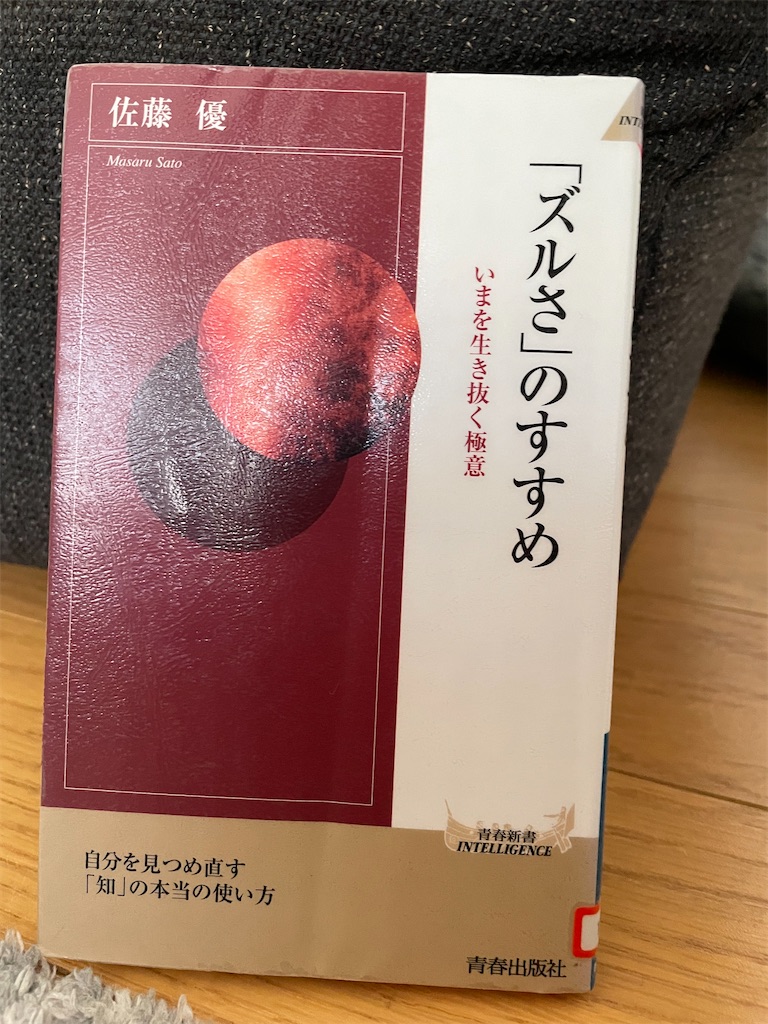 佐藤 優
Masaru Sato
「ズルさ」のすすめ
いまを生き抜く極意
青春新書
INTELLIGENCE
自分を見つめ直す
「知」の本当の使い方
青春出版社